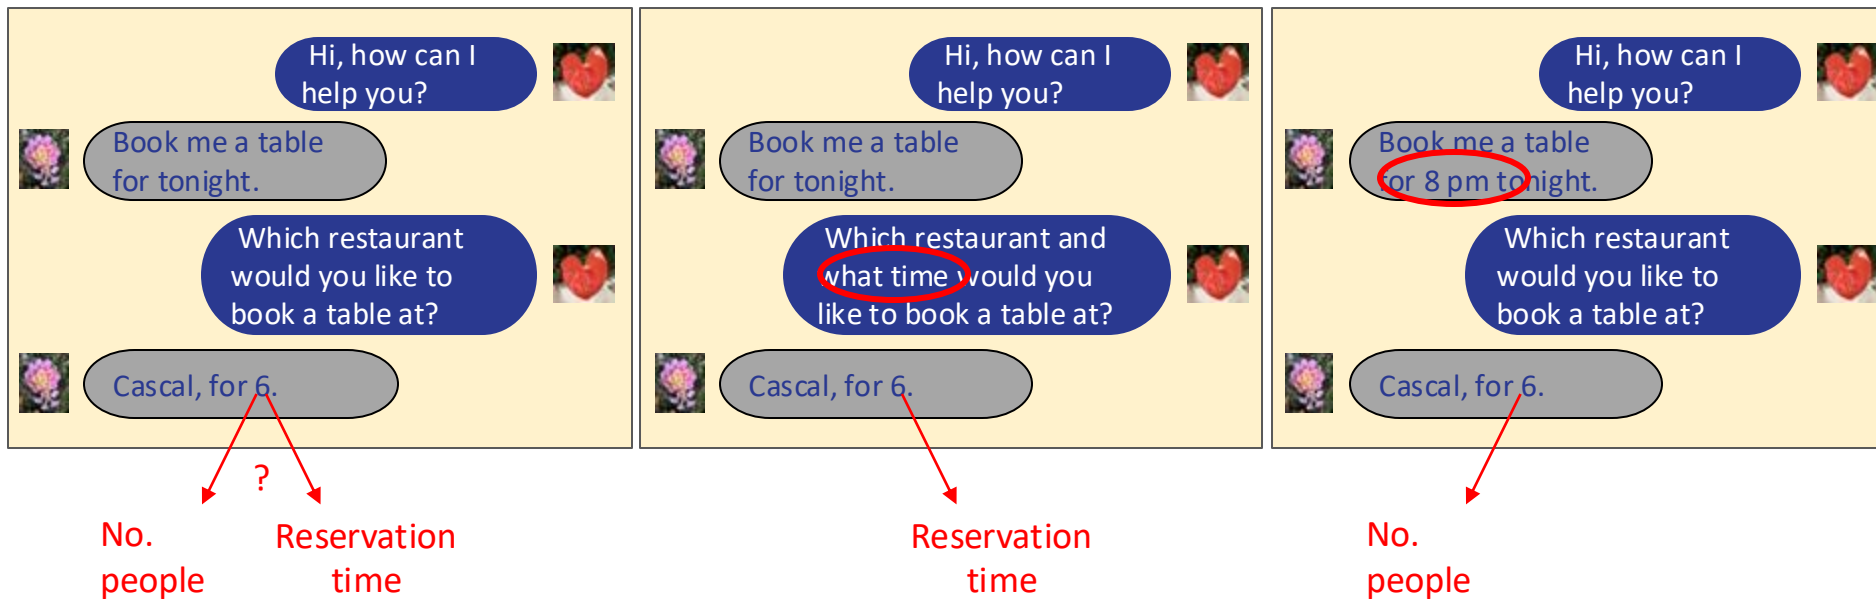 Hi, how can I
help you?
Book me a table
for tonight.
Which restaurant
would you like to
book a table at?
Cascal, for 6.
?
No.
people
Reservation
time
Hi, how can I
help you?
Book me a table
for tonight.
Which restaurant and
what time would you
like to book a table at?
Cascal, for 6.
Reservation
time
Hi, how can I
help you?
Book me a table
for 8 pm tonight.
Which restaurant
would you like to
book a table at?
Cascal, for 6.
No.
people